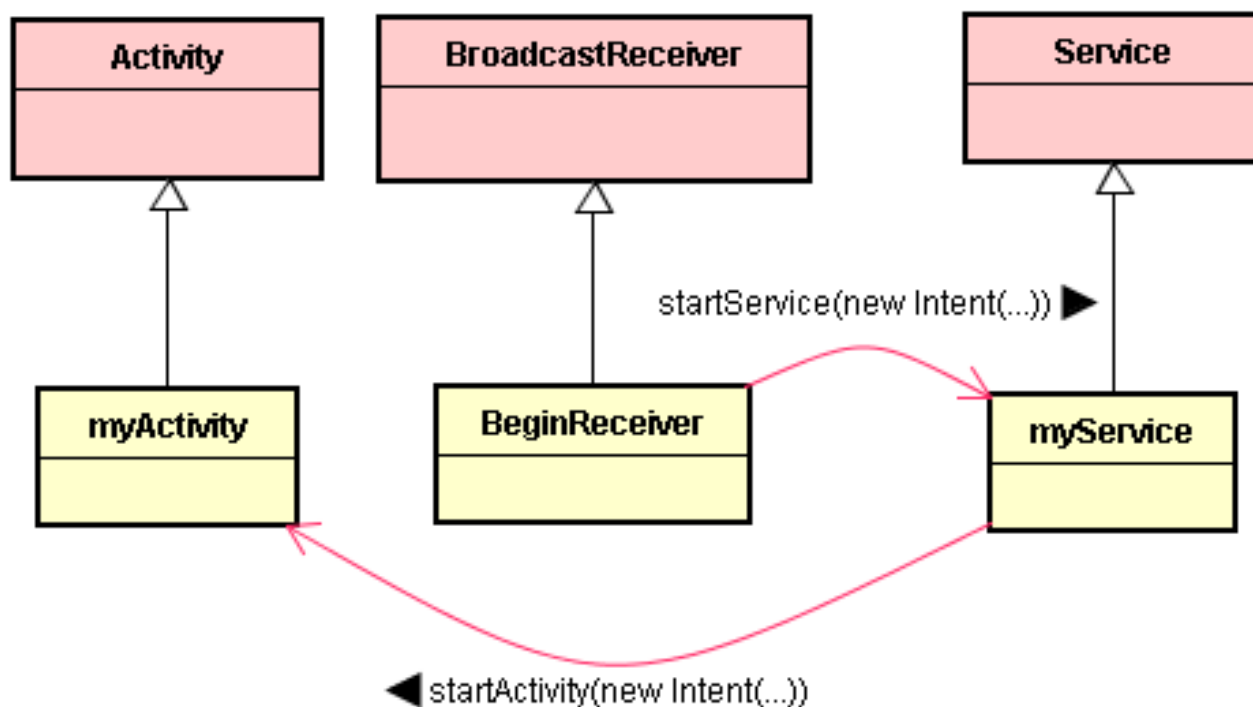 Activity
BroadcastReceiver
Service
startService(new Intent(...))
myActivity
BeginReceiver
myService
startActivity(new Intent(...))